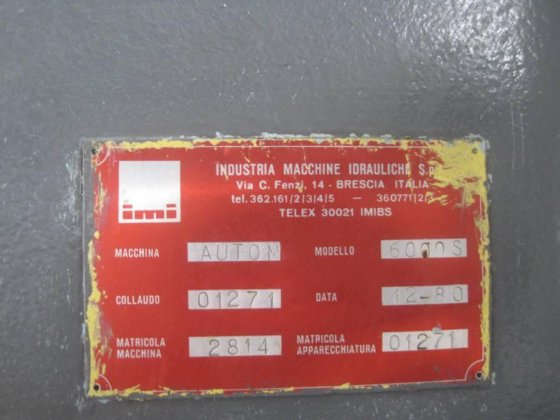 imi
INDUSTRIA MACCHINE IDRAULICHE S.p.
Via C. Fenzi, 14 - BRESCIA ITALIA
tel. 362.161/2/3/4/5 — 360771/2/3
TELEX 30021 IMIBS
MACCHINA AUTOM MODELLO 6000S
COLLAUDO 01271 DATA 12-80
MATRICOLA MACCHINA 2814 MATRICOLA APPARECCHIATURA 01271